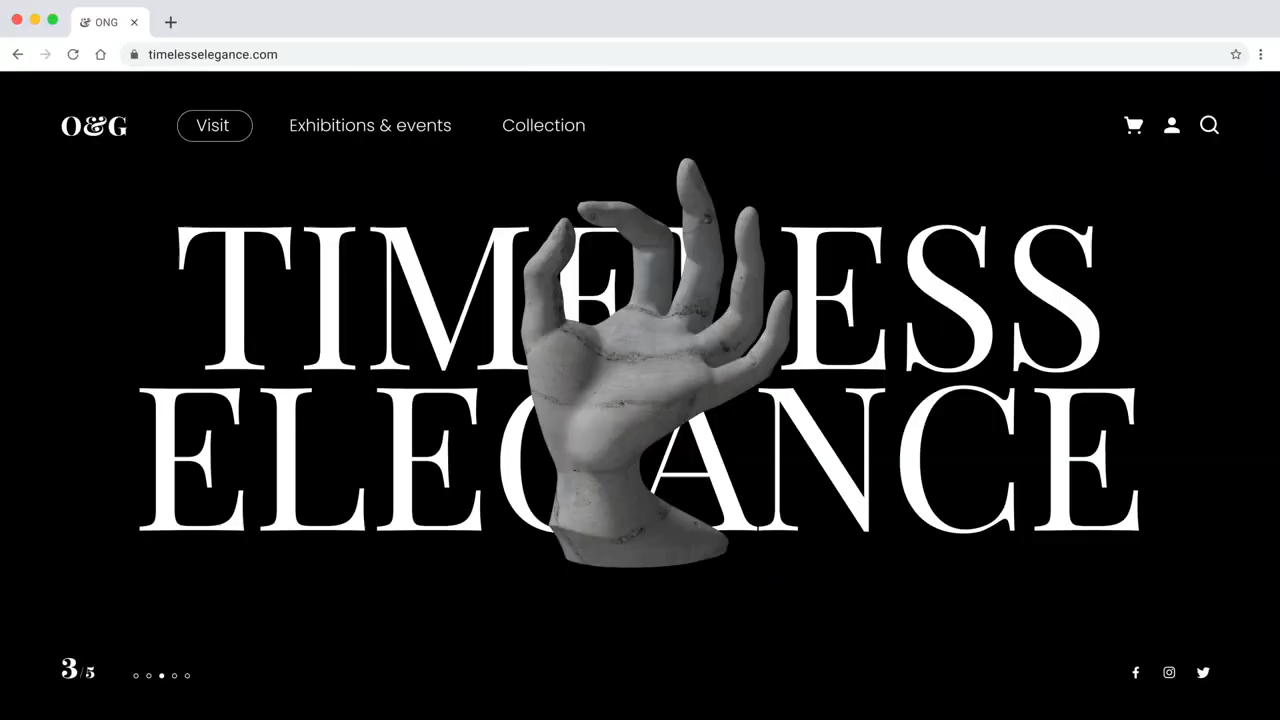 ONG
timelesselegance.com
O&G Visit Exhibitions & events Collection
TIMELESS
ELEGANCE
3/5